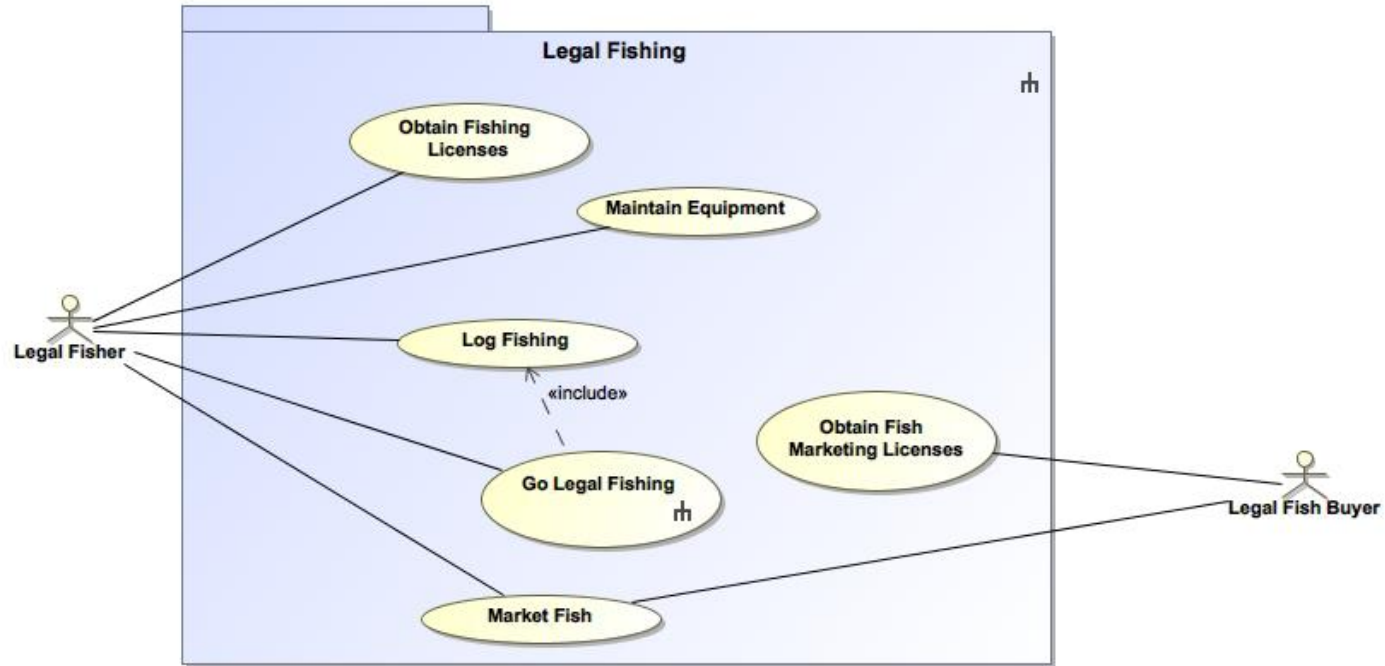 Legal Fishing
Obtain Fishing
Licenses
Maintain Equipment
Legal Fisher
Log Fishing
«include»
Obtain Fish
Marketing Licenses
Go Legal Fishing
Legal Fish Buyer
Market Fish